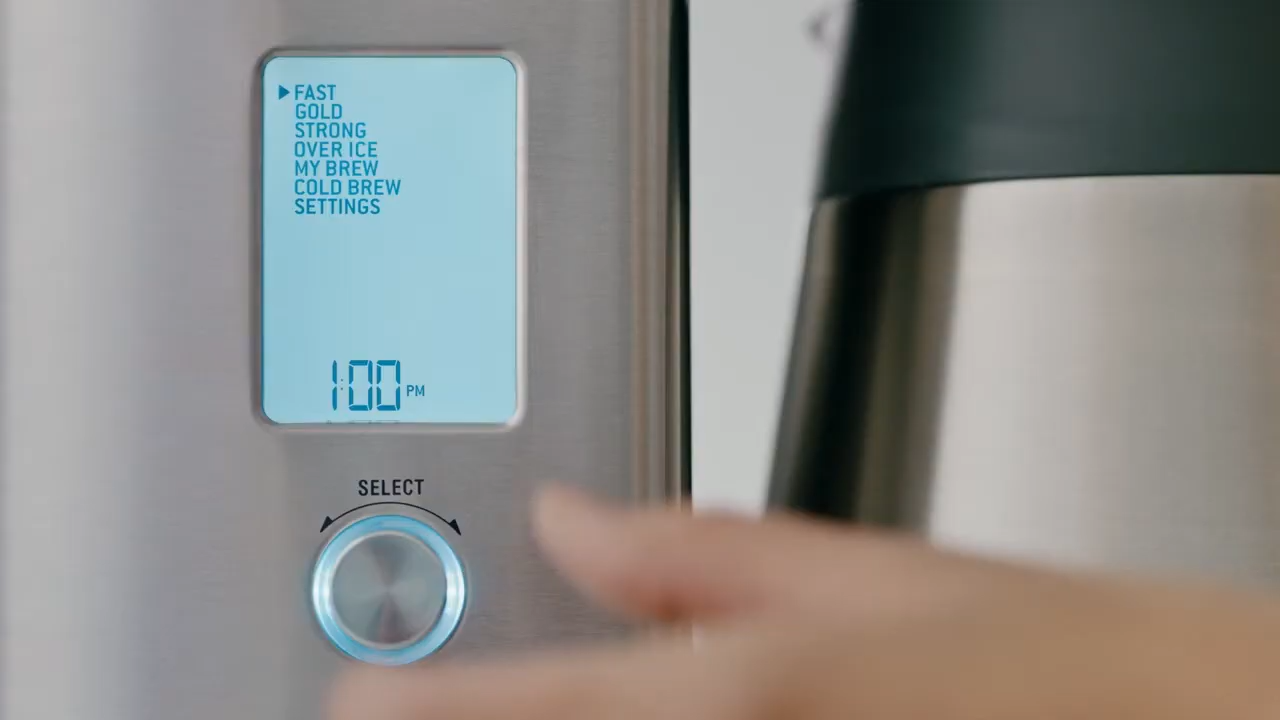 FAST
GOLD
STRONG
OVER ICE
MY BREW
COLD BREW
SETTINGS
1:00 PM
SELECT